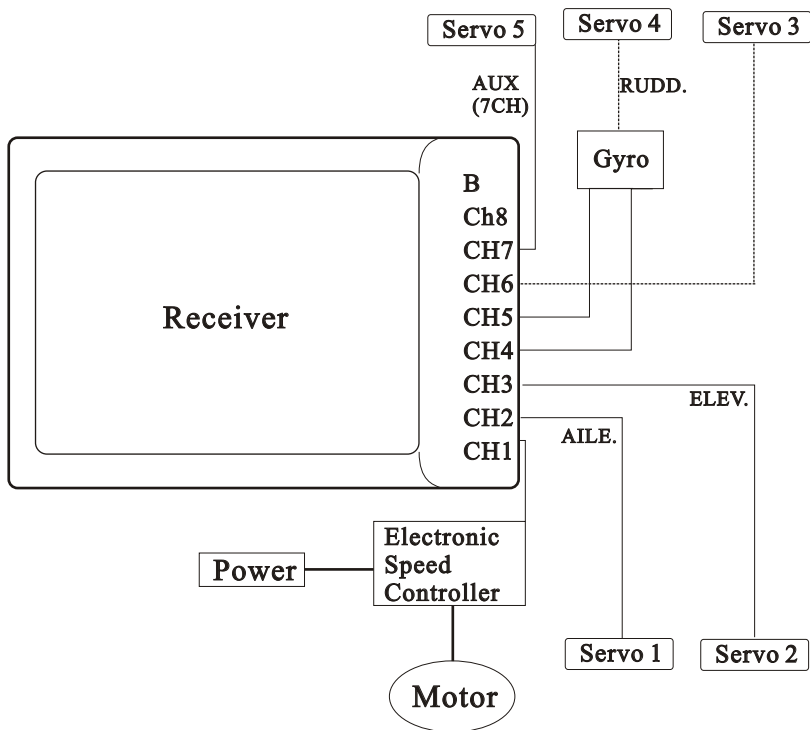 Servo 5
Servo 4
Servo 3
AUX
(7CH)
RUDD.
Gyro
B
Ch8
CH7
CH6
CH5
CH4
CH3
CH2
CH1
Receiver
ELEV.
AILE.
Electronic
Speed
Controller
Power
Servo 1
Servo 2
Motor